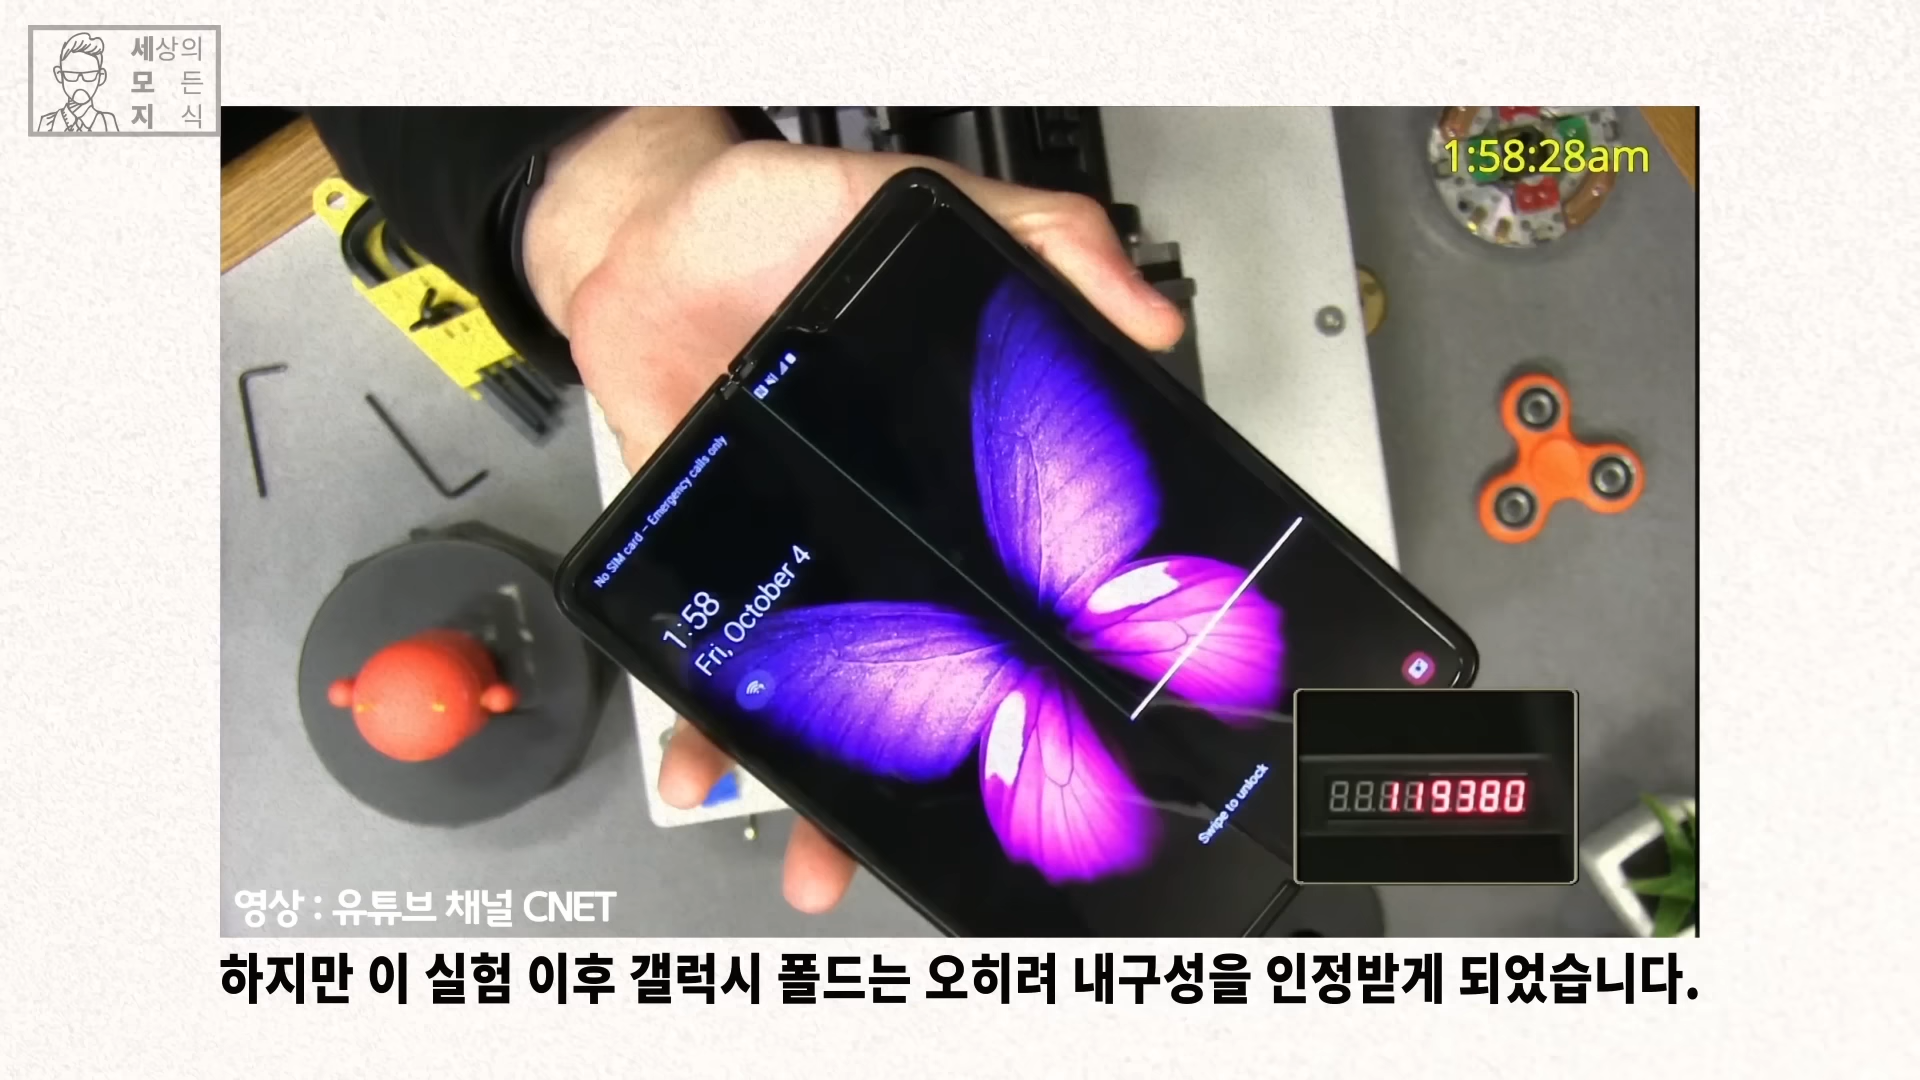 세상의
모든
지식
1:58:28am
No SIM card – Emergency calls only
1:58
Fri, October 4
Swipe to unlock
119380
영상 : 유튜브 채널 CNET
하지만 이 실험 이후 갤럭시 폴드는 오히려 내구성을 인정받게 되었습니다.